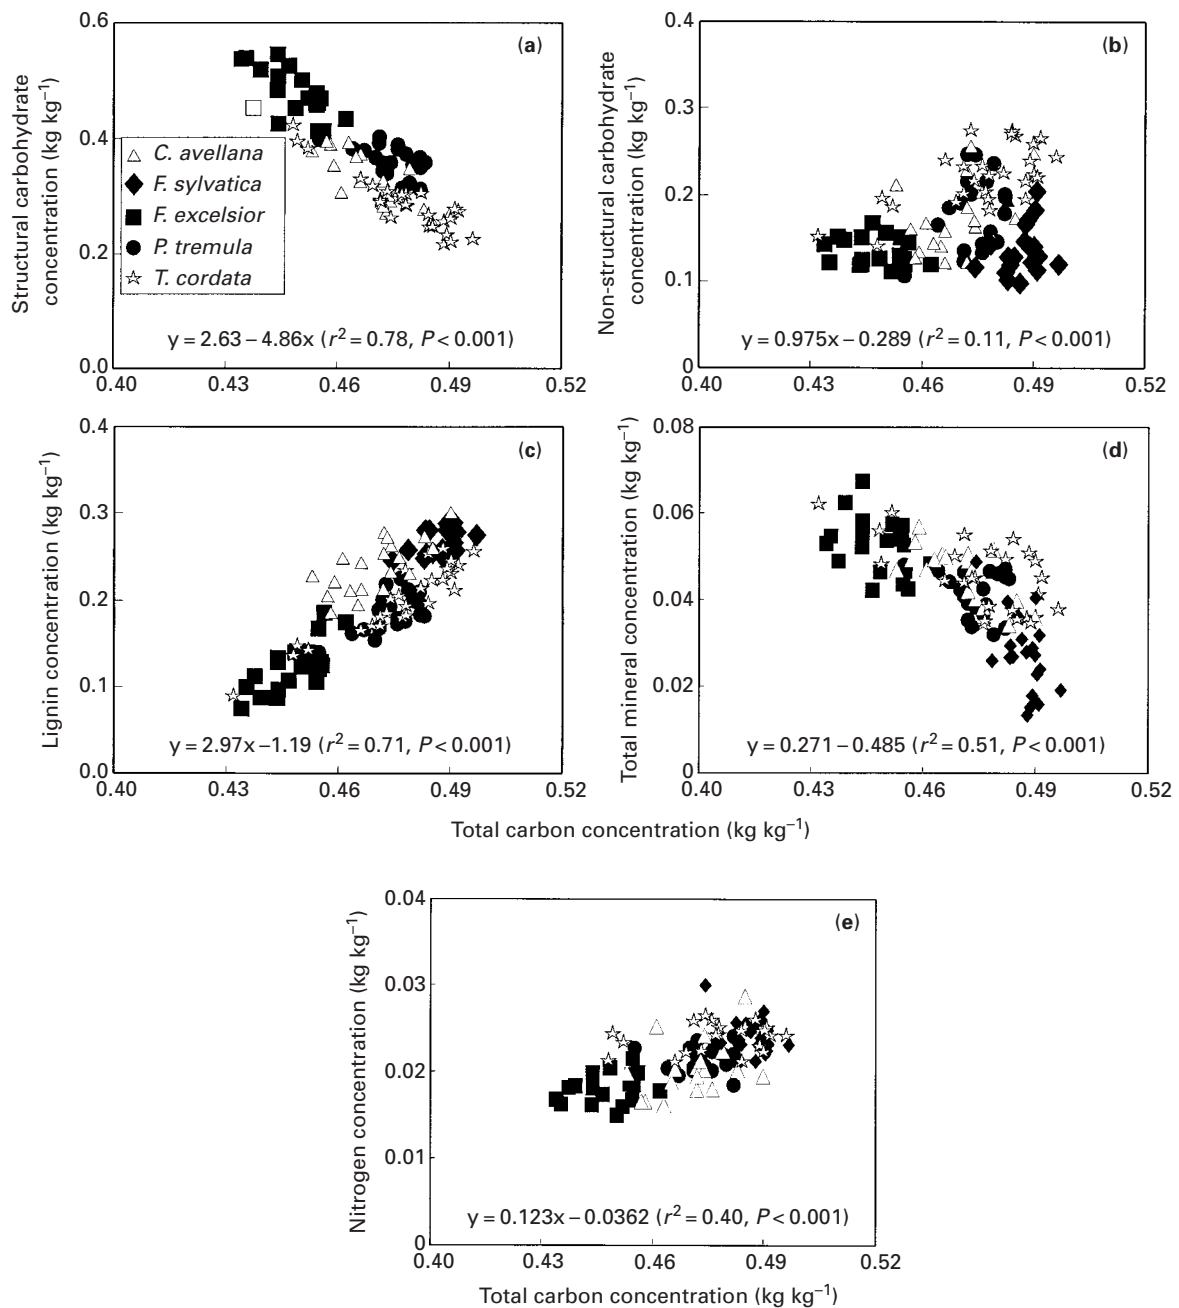 Structural carbohydrate
concentration (kg kg⁻¹)
0.6
0.4
0.2
0.0
(a)
C. avellana
F. sylvatica
F. excelsior
P. tremula
T. cordata
y = 2.63 – 4.86x (r² = 0.78, P < 0.001)
0.40 0.43 0.46 0.49 0.52
Non-structural carbohydrate
concentration (kg kg⁻¹)
0.4
0.3
0.2
0.1
0
(b)
y = 0.975x – 0.289 (r² = 0.11, P < 0.001)
0.40 0.43 0.46 0.49 0.52
Lignin concentration (kg kg⁻¹)
0.4
0.3
0.2
0.1
0.0
(c)
y = 2.97x–1.19 (r² = 0.71, P < 0.001)
0.40 0.43 0.46 0.49 0.52
Total mineral concentration (kg kg⁻¹)
0.08
0.06
0.04
0.02
0
(d)
y = 0.271 – 0.485 (r² = 0.51, P < 0.001)
0.40 0.43 0.46 0.49 0.52
Total carbon concentration (kg kg⁻¹)
Nitrogen concentration (kg kg⁻¹)
0.04
0.03
0.02
0.01
0
(e)
y = 0.123x – 0.0362 (r² = 0.40, P < 0.001)
0.40 0.43 0.46 0.49 0.52
Total carbon concentration (kg kg⁻¹)